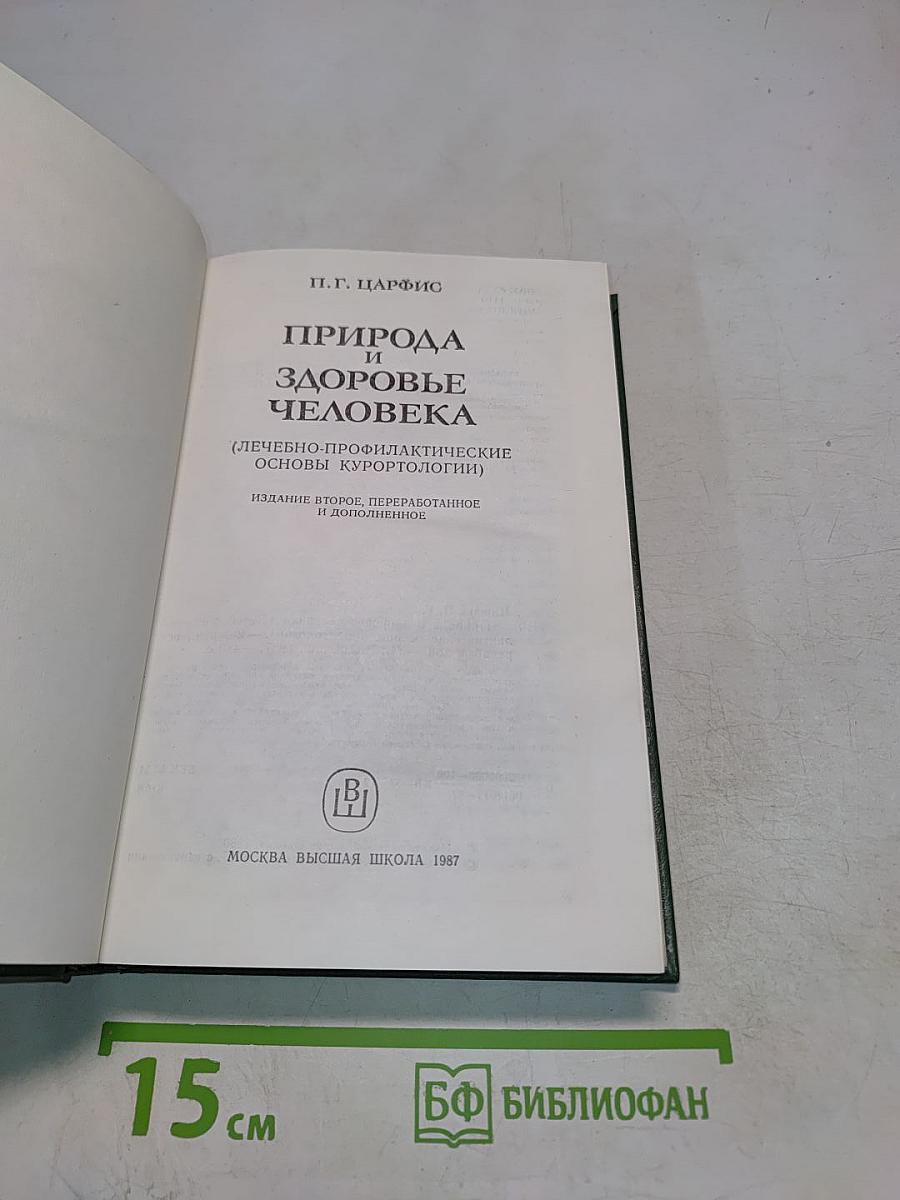 П. Г. ЦАРФИС
ПРИРОДА
И
ЗДОРОВЬЕ
ЧЕЛОВЕКА
(ЛЕЧЕБНО-ПРОФИЛАКТИЧЕСКИЕ
ОСНОВЫ КУРОРТОЛОГИИ)
ИЗДАНИЕ ВТОРОЕ, ПЕРЕРАБОТАННОЕ
И ДОПОЛНЕННОЕ
ВШ
МОСКВА ВЫСШАЯ ШКОЛА 1987
15 см
БФ БИБЛИОФАН